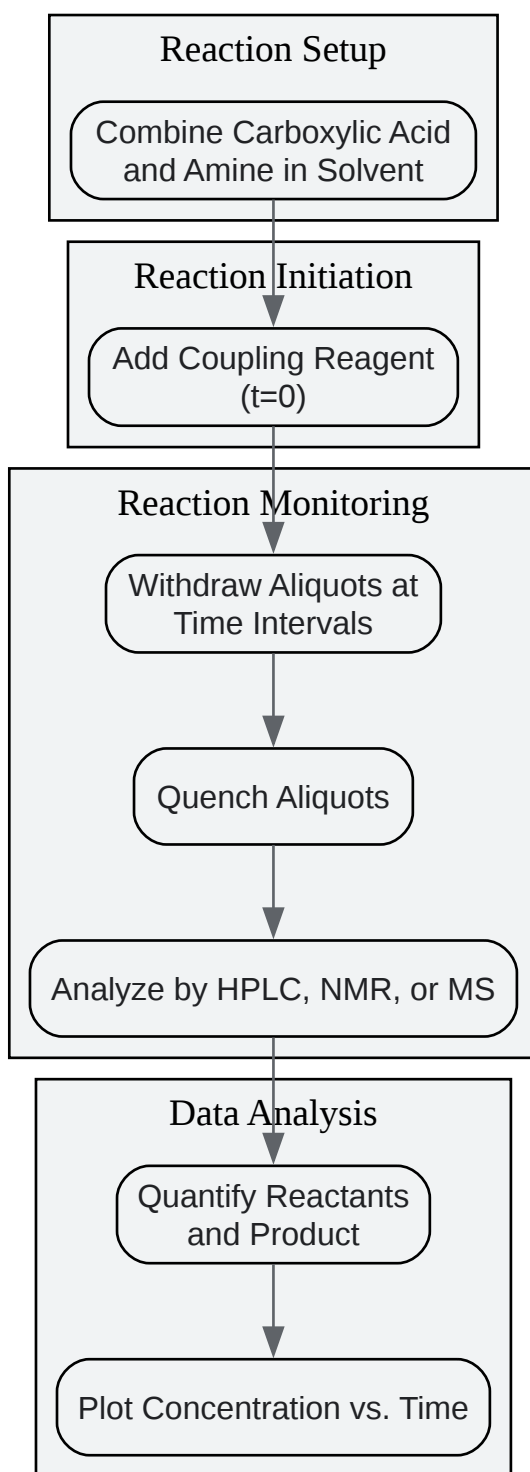 Reaction Setup
Combine Carboxylic Acid
and Amine in Solvent
Reaction Initiation
Add Coupling Reagent
(t=0)
Reaction Monitoring
Withdraw Aliquots at
Time Intervals
Quench Aliquots
Analyze by HPLC, NMR, or MS
Data Analysis
Quantify Reactants
and Product
Plot Concentration vs. Time